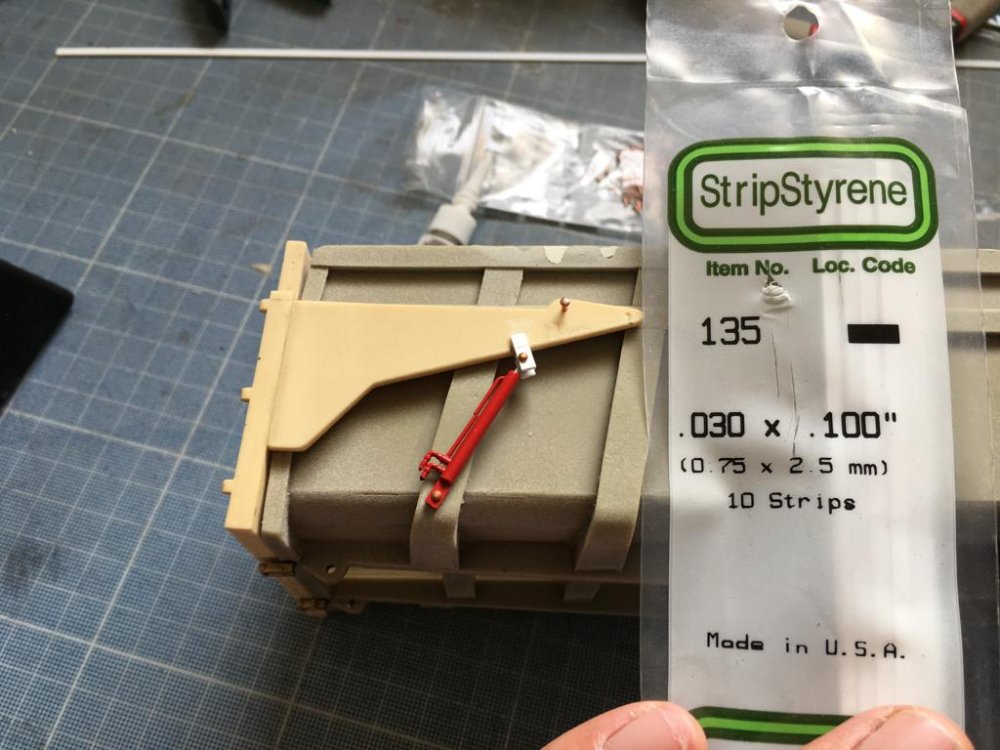 StripStyrene
Item No. Loc. Code
135
.030 x .100"
(0.75 x 2.5 mm)
10 Strips
Made in U.S.A.